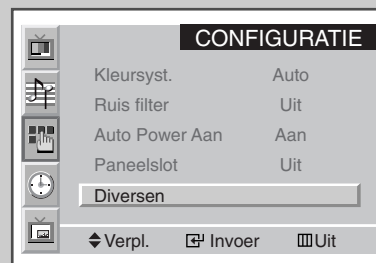 CONFIGURATIE
Kleursyst. Auto
Ruis filter Uit
Auto Power Aan Aan
Paneelslot Uit
Diversen
Verpl. Invoer Uit